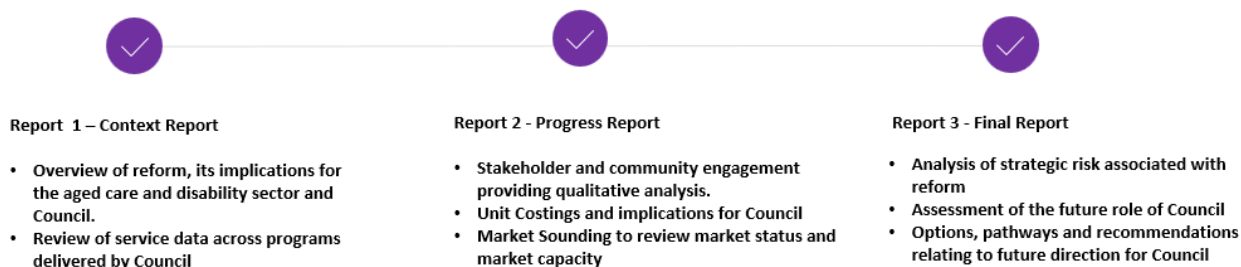 Report 1 – Context Report
• Overview of reform, its implications for
the aged care and disability sector and
Council.
• Review of service data across programs
delivered by Council
Report 2 - Progress Report
• Stakeholder and community engagement
providing qualitative analysis.
• Unit Costings and implications for Council
• Market Sounding to review market status and
market capacity
Report 3 - Final Report
• Analysis of strategic risk associated with
reform
• Assessment of the future role of Council
• Options, pathways and recommendations
relating to future direction for Council